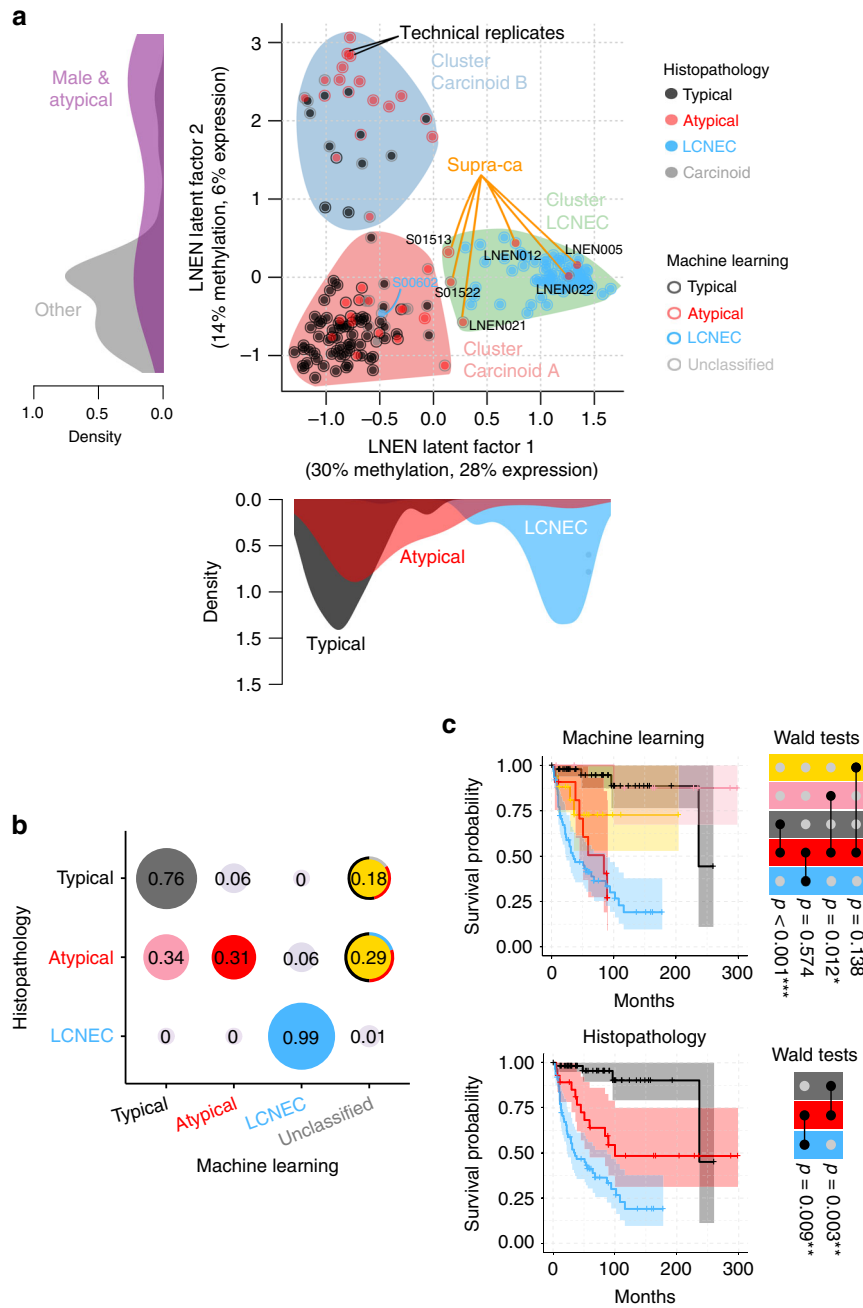 a
Male &
atypical
Other
1.0 0.5 0.0
Density
LNEN latent factor 2
(14% methylation, 6% expression)
3
2
1
0
−1
Technical replicates
Cluster
Carcinoid B
Supra-ca
Cluster
LCNEC
S01513
LNEN012
LNEN005
S00602
S01522
LNEN022
LNEN021
Cluster
Carcinoid A
−1.0 −0.5 0.0 0.5 1.0 1.5
LNEN latent factor 1
(30% methylation, 28% expression)
Histopathology
Typical
Atypical
LCNEC
Carcinoid
Machine learning
Typical
Atypical
LCNEC
Unclassified
0.0
0.5
1.0
1.5
Density
LCNEC
Atypical
Typical
b
Histopathology
Typical 0.76 0.06 0 0.18
Atypical 0.34 0.31 0.06 0.29
LCNEC 0 0 0.99 0.01
Typical Atypical LCNEC Unclassified
Machine learning
c
Machine learning
Survival probability
1.00
0.75
0.50
0.25
0.00
0 100 200 300
Months
Wald tests
p < 0.001***
p = 0.574
p = 0.012*
p = 0.138
Histopathology
Survival probability
1.00
0.75
0.50
0.25
0.00
0 100 200 300
Months
Wald tests
p = 0.009**
p = 0.003**